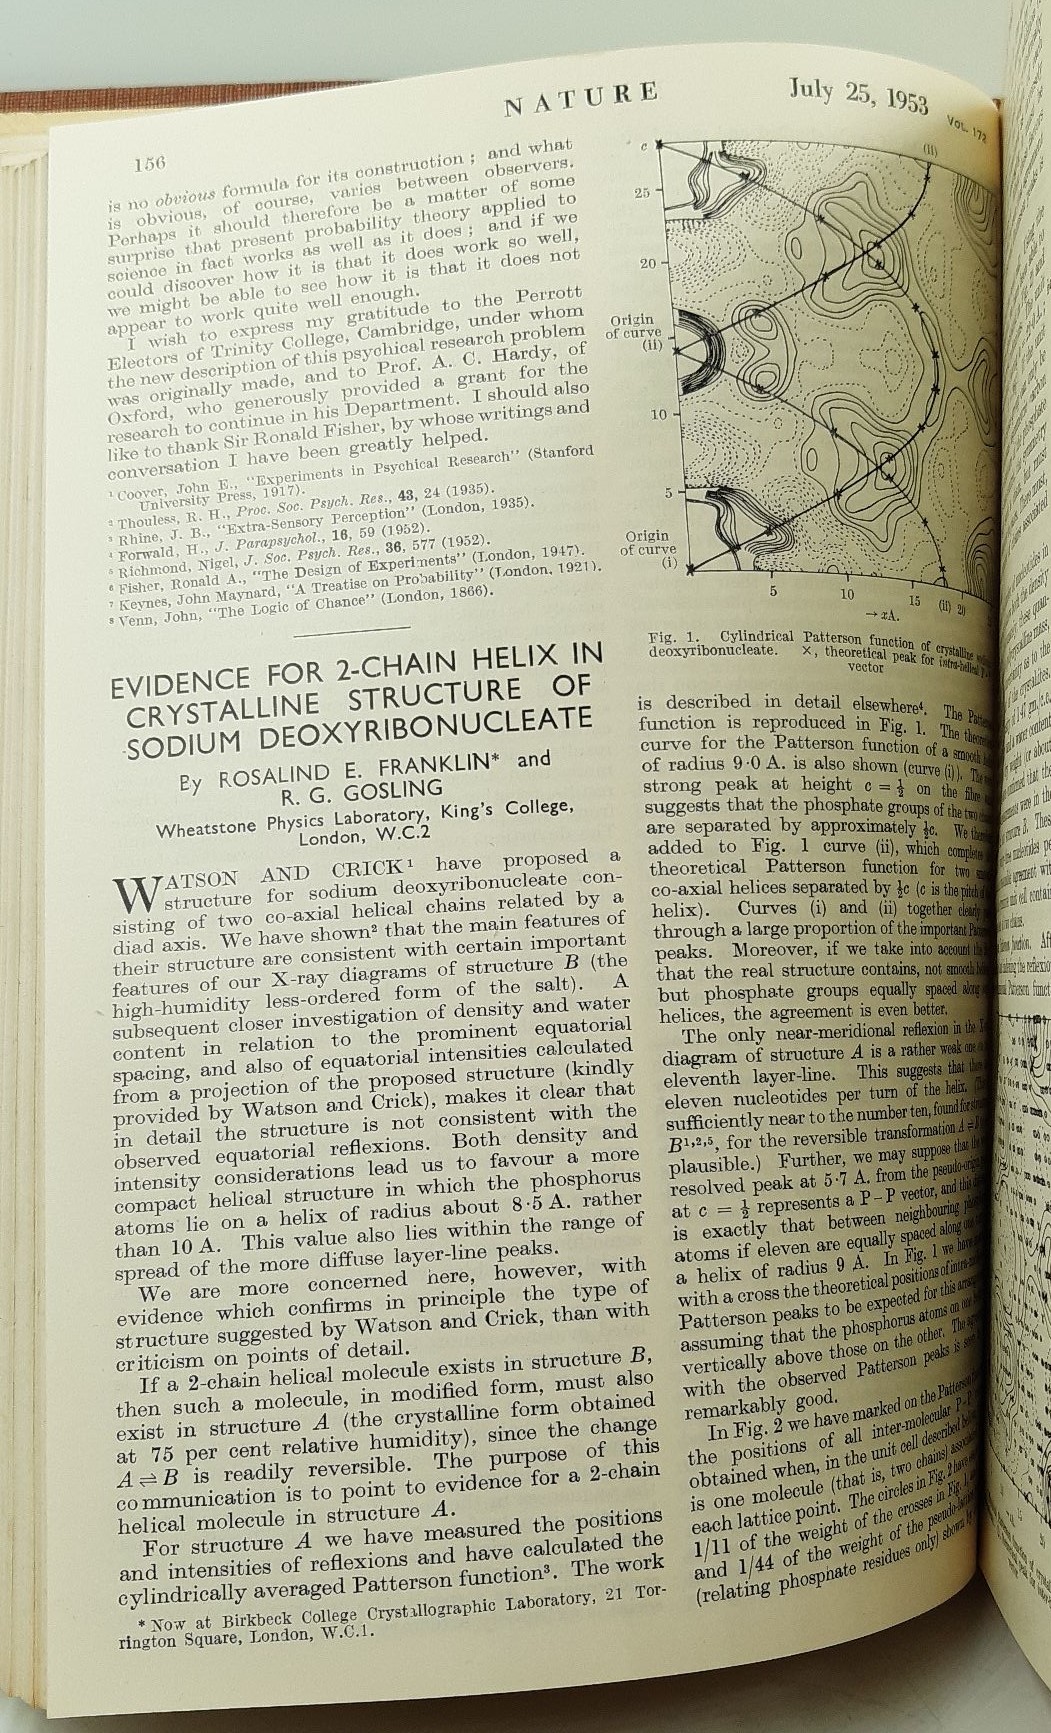 156
NATURE
July 25, 1953
VOL. 172
is no obvious formula for its construction ; and what
is obvious, of course, varies between observers.
Perhaps it should therefore be a matter of some
surprise that present probability theory applied to
science in fact works as well as it does ; and if we
could discover how it is that it does work so well,
we might be able to see how it is that it does not
appear to work quite well enough.
I wish to express my gratitude to the Perrott
Electors of Trinity College, Cambridge, under whom
the new description of this psychical research problem
was originally made, and to Prof. A. C. Hardy, of
Oxford, who generously provided a grant for the
research to continue in his Department. I should also
like to thank Sir Ronald Fisher, by whose writings and
conversation I have been greatly helped.
¹ Coover, John E., "Experiments in Psychical Research" (Stanford
University Press, 1917).
² Thouless, R. H., Proc. Soc. Psych. Res., 43, 24 (1935).
³ Rhine, J. B., "Extra-Sensory Perception" (London, 1935).
⁴ Forwald, H., J. Parapsychol., 16, 59 (1952).
⁵ Richmond, Nigel, J. Soc. Psych. Res., 36, 577 (1952).
⁶ Fisher, Ronald A., "The Design of Experiments" (London, 1947).
⁷ Keynes, John Maynard, "A Treatise on Probability" (London, 1921).
⁸ Venn, John, "The Logic of Chance" (London, 1866).
EVIDENCE FOR 2-CHAIN HELIX IN
CRYSTALLINE STRUCTURE OF
SODIUM DEOXYRIBONUCLEATE
By ROSALIND E. FRANKLIN* and
R. G. GOSLING
Wheatstone Physics Laboratory, King's College,
London, W.C.2
WATSON AND CRICK¹ have proposed a
structure for sodium deoxyribonucleate con-
sisting of two co-axial helical chains related by a
diad axis. We have shown² that the main features of
their structure are consistent with certain important
features of our X-ray diagrams of structure B (the
high-humidity less-ordered form of the salt). A
subsequent closer investigation of density and water
content in relation to the prominent equatorial
spacing, and also of equatorial intensities calculated
from a projection of the proposed structure (kindly
provided by Watson and Crick), makes it clear that
in detail the structure is not consistent with the
observed equatorial reflexions. Both density and
intensity considerations lead us to favour a more
compact helical structure in which the phosphorus
atoms lie on a helix of radius about 8·5 A. rather
than 10 A. This value also lies within the range of
spread of the more diffuse layer-line peaks.
We are more concerned here, however, with
evidence which confirms in principle the type of
structure suggested by Watson and Crick, than with
criticism on points of detail.
If a 2-chain helical molecule exists in structure B,
then such a molecule, in modified form, must also
exist in structure A (the crystalline form obtained
at 75 per cent relative humidity), since the change
A ⇌ B is readily reversible. The purpose of this
communication is to point to evidence for a 2-chain
helical molecule in structure A.
For structure A we have measured the positions
and intensities of reflexions and have calculated the
cylindrically averaged Patterson function³. The work
* Now at Birkbeck College Crystallographic Laboratory, 21 Tor-
rington Square, London, W.C.1.
c
(ii)
25
20
Origin
of curve
(ii)
10
5
Origin
of curve
(i)
5
10
15
(ii) 20
→ xA.
Fig. 1. Cylindrical Patterson function of crystalline
deoxyribonucleate. ×, theoretical peak for intra-helical
vector
is described in detail elsewhere⁴. The
function is reproduced in Fig. 1. The
curve for the Patterson function of a smooth
of radius 9·0 A. is also shown (curve (i)). The
strong peak at height c = ½ on the fibre
suggests that the phosphate groups of the two
are separated by approximately ½c. We
added to Fig. 1 curve (ii), which
theoretical Patterson function for two
co-axial helices separated by ½c (c is the pitch of
helix). Curves (i) and (ii) together
through a large proportion of the important
peaks. Moreover, if we take into account
that the real structure contains, not smooth
but phosphate groups equally spaced along
helices, the agreement is even better.
The only near-meridional reflexion in the
diagram of structure A is a rather weak one
eleventh layer-line. This suggests that
eleven nucleotides per turn of the helix.
sufficiently near to the number ten, found for
B¹,²,⁵, for the reversible transformation A ⇌
plausible.) Further, we may suppose that
resolved peak at 5·7 A. from the pseudo-origin
at c = ½ represents a P – P vector, and this
is exactly that between neighbouring
atoms if eleven are equally spaced along
a helix of radius 9 A. In Fig. 1 we have
with a cross the theoretical positions of
Patterson peaks to be expected for this
assuming that the phosphorus atoms on one
vertically above those on the other. The
with the observed Patterson peaks is
remarkably good.
In Fig. 2 we have marked on the Patterson
the positions of all inter-molecular P – P
obtained when, in the unit cell described
is one molecule (that is, two chains)
each lattice point. The circles in Fig. 2 have
1/11 of the weight of the crosses in Fig. 1,
and 1/44 of the weight of the
(relating phosphate residues only) shown